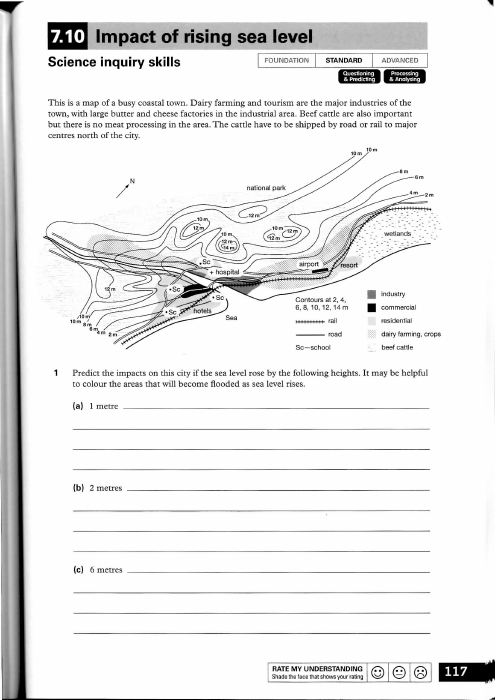 7.10 Impact of rising sea level
Science inquiry skills
FOUNDATION STANDARD ADVANCED
Questioning & Predicting
Processing & Analysing
This is a map of a busy coastal town. Dairy farming and tourism are the major industries of the
town, with large butter and cheese factories in the industrial area. Beef cattle are also important
but there is no meat processing in the area. The cattle have to be shipped by road or rail to major
centres north of the city.
10 m
10 m
8 m
6 m
4 m
2 m
N
national park
12 m
10 m
12 m
10 m
12 m
14 m
10 m
12 m
12 m
wetlands
Sc
+ hospital
airport
resort
12 m
Sc
Sc
Sc
hotels
Sea
10 m
10 m
8 m
6 m
4 m
2 m
Contours at 2, 4,
6, 8, 10, 12, 14 m
rail
road
Sc—school
industry
commercial
residential
dairy farming, crops
beef cattle
1 Predict the impacts on this city if the sea level rose by the following heights. It may be helpful
to colour the areas that will become flooded as sea level rises.
(a) 1 metre
(b) 2 metres
(c) 6 metres
RATE MY UNDERSTANDING
Shade the face that shows your rating
117